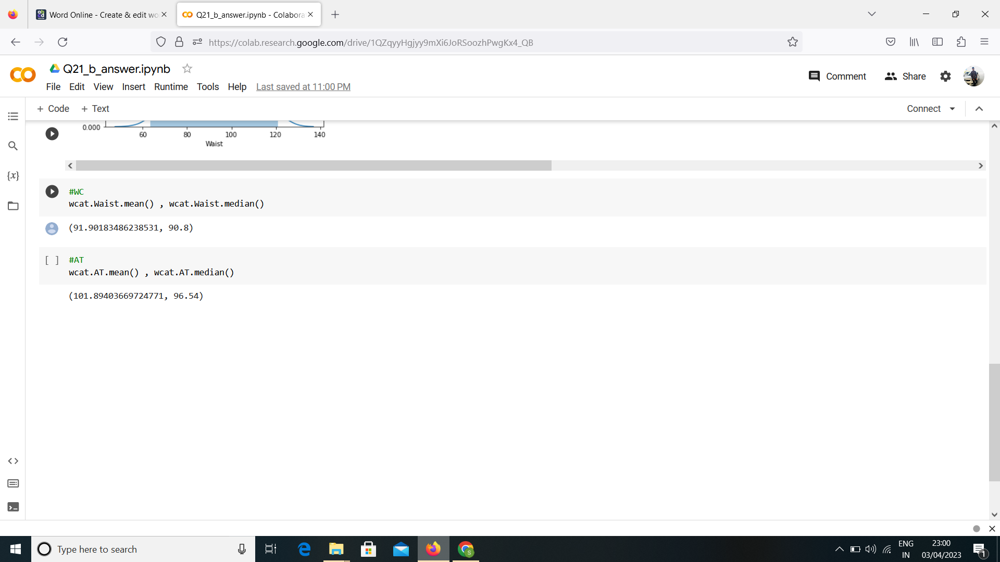 Word Online - Create & edit wo
Q21_b_answer.ipynb - Colabora
https://colab.research.google.com/drive/1QZqyyHgjyy9mXi6JoRSoozhPwgKx4_QB
Q21_b_answer.ipynb
Comment
Share
File Edit View Insert Runtime Tools Help Last saved at 11:00 PM
+ Code + Text
Connect
0.000
60 80 100 120 140
Waist
{x}
#WC
wcat.Waist.mean() , wcat.Waist.median()
(91.90183486238531, 90.8)
[ ] #AT
wcat.AT.mean() , wcat.AT.median()
(101.89403669724771, 96.54)
Type here to search
S
ENG
IN
23:00
03/04/2023
1